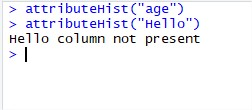 > attributeHist("age")
> attributeHist("Hello")
Hello column not present
>